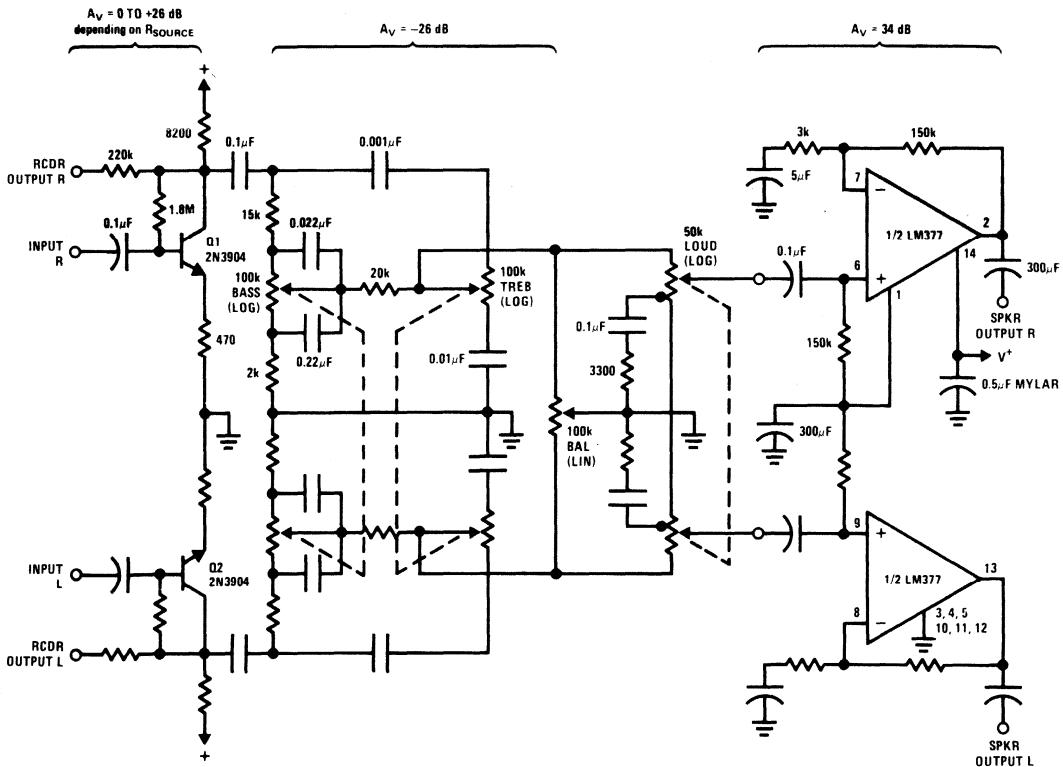 A_V = 0 TO +26 dB
depending on R_SOURCE
A_V = −26 dB
A_V = 34 dB
+
8200
RCDR
OUTPUT R
220k
0.1µF
0.001µF
3k
150k
7
−
5µF
1.8M
15k
0.022µF
INPUT
R
0.1µF
Q1
2N3904
100k
BASS
(LOG)
20k
100k
TREB
(LOG)
50k
LOUD
(LOG)
0.1µF
1/2 LM377
2
14
6
+
1
300µF
SPKR
OUTPUT R
470
0.22µF
2k
0.01µF
0.1µF
3300
150k
V+
0.5µF MYLAR
100k
BAL
(LIN)
300µF
INPUT
L
Q2
2N3904
9
+
1/2 LM377
13
8
−
3, 4, 5
10, 11, 12
RCDR
OUTPUT L
+
SPKR
OUTPUT L